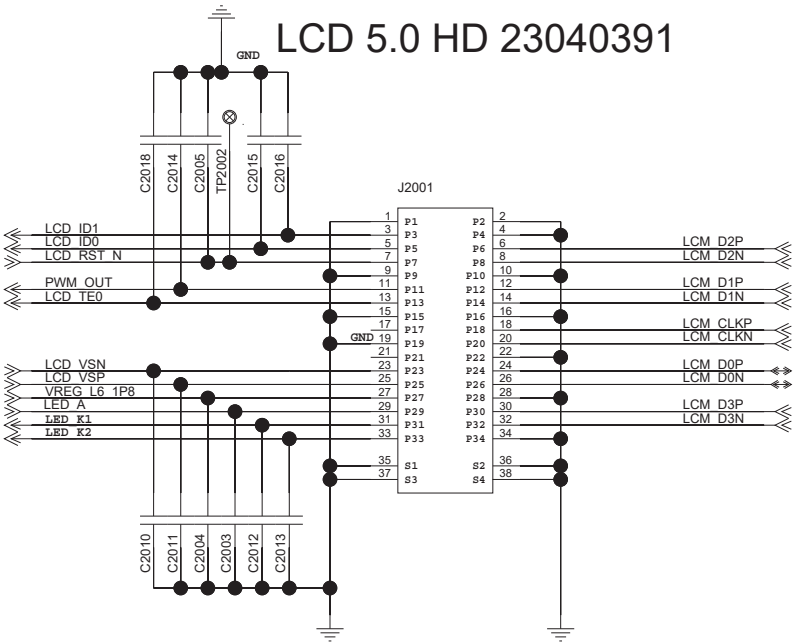 LCD 5.0 HD 23040391
GND
C2018
C2014
C2005
TP2002
C2015
C2016
J2001
1 P1 P2 2
LCD_ID1 3 P3 P4 4
LCD_ID0 5 P5 P6 6 LCM_D2P
LCD_RST_N 7 P7 P8 8 LCM_D2N
9 P9 P10 10
PWM_OUT 11 P11 P12 12 LCM_D1P
LCD_TE0 13 P13 P14 14 LCM_D1N
15 P15 P16 16
17 P17 P18 18 LCM_CLKP
GND 19 P19 P20 20 LCM_CLKN
21 P21 P22 22
LCD_VSN 23 P23 P24 24 LCM_D0P
LCD_VSP 25 P25 P26 26 LCM_D0N
VREG_L6_1P8 27 P27 P28 28
LED_A 29 P29 P30 30 LCM_D3P
LED_K1 31 P31 P32 32 LCM_D3N
LED_K2 33 P33 P34 34
35 S1 S2 36
37 S3 S4 38
C2010
C2011
C2004
C2003
C2012
C2013